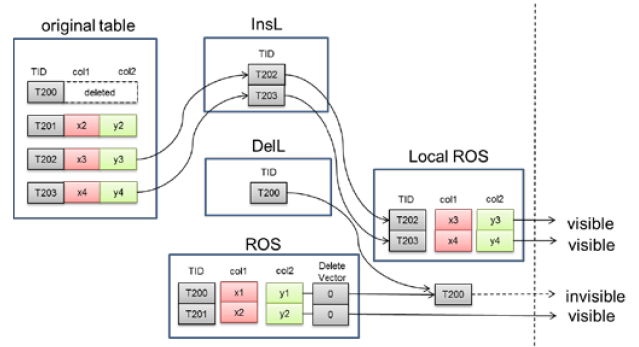 original table
TID col1 col2
T200 deleted
T201 x2 y2
T202 x3 y3
T203 x4 y4
InsL
TID
T202
T203
DelL
TID
T200
Local ROS
TID col1 col2
T202 x3 y3
T203 x4 y4
visible
visible
ROS
TID col1 col2 Delete
Vector
T200 x1 y1 0
T201 x2 y2 0
T200
invisible
visible